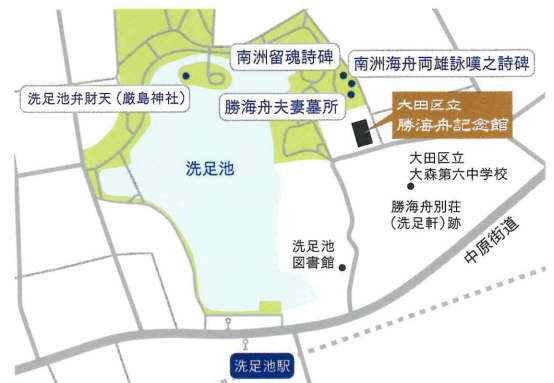 南洲留魂詩碑
南洲海舟両雄詠嘆之詩碑
洗足池弁財天(厳島神社)
勝海舟夫妻墓所
大田区立
勝海舟記念館
洗足池
大田区立
大森第六中学校
勝海舟別荘
(洗足軒)跡
中原街道
洗足池
図書館
洗足池駅